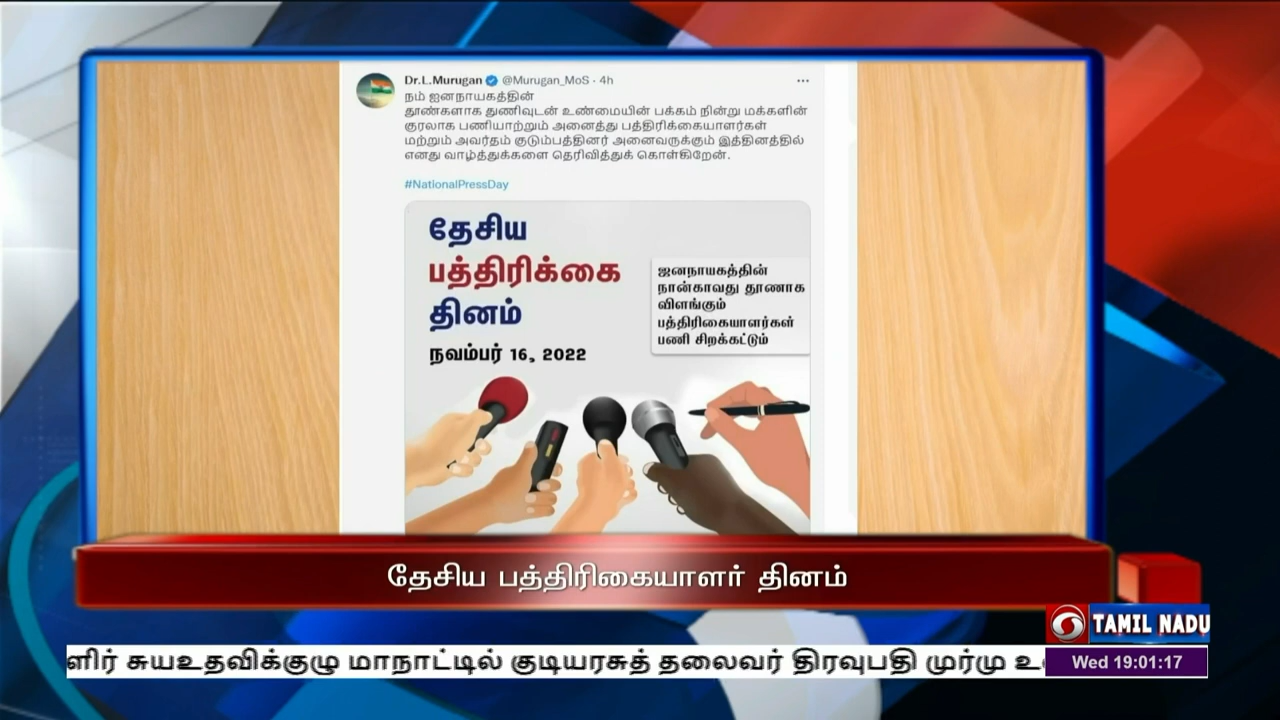 Dr.L.Murugan @Murugan_MoS · 4h
நம் ஜனநாயகத்தின்
தூண்களாக துணிவுடன் உண்மையின் பக்கம் நின்று மக்களின்
குரலாக பணியாற்றும் அனைத்து பத்திரிக்கையாளர்கள்
மற்றும் அவர்தம் குடும்பத்தினர் அனைவருக்கும் இத்தினத்தில்
எனது வாழ்த்துக்களை தெரிவித்துக் கொள்கிறேன்.
#NationalPressDay
தேசிய
பத்திரிக்கை
தினம்
நவம்பர் 16, 2022
ஜனநாயகத்தின்
நான்காவது தூணாக
விளங்கும்
பத்திரிகையாளர்கள்
பணி சிறக்கட்டும்
தேசிய பத்திரிகையாளர் தினம்
TAMIL NADU
Wed 19:01:17
ளிர் சுயஉதவிக்குழு மாநாட்டில் குடியரசுத் தலைவர் திரவுபதி முர்மு